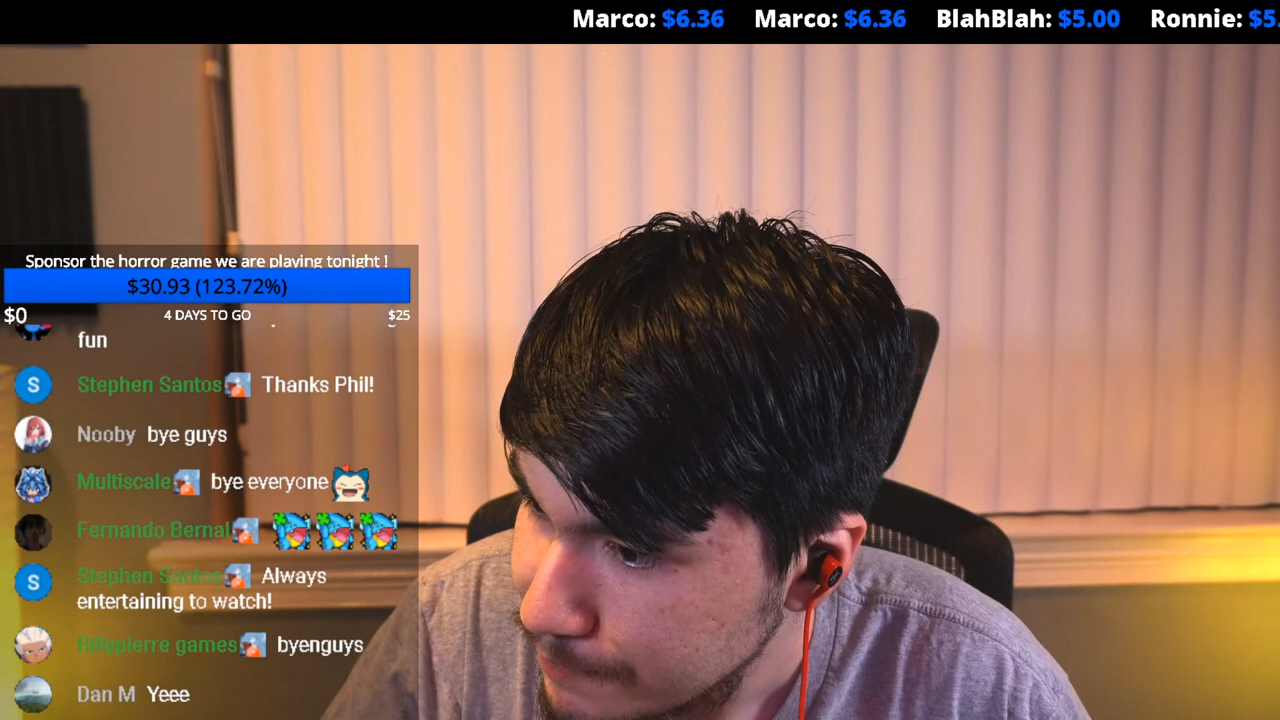 Marco: $6.36 Marco: $6.36 BlahBlah: $5.00 Ronnie: $5
Sponsor the horror game we are playing tonight !
$30.93 (123.72%)
$0 4 DAYS TO GO $25
fun
S Stephen Santos Thanks Phil!
Nooby bye guys
Multiscale bye everyone
Fernando Bernal
S Stephen Santos Always
entertaining to watch!
Billypierre games byenguys
Dan M Yeee